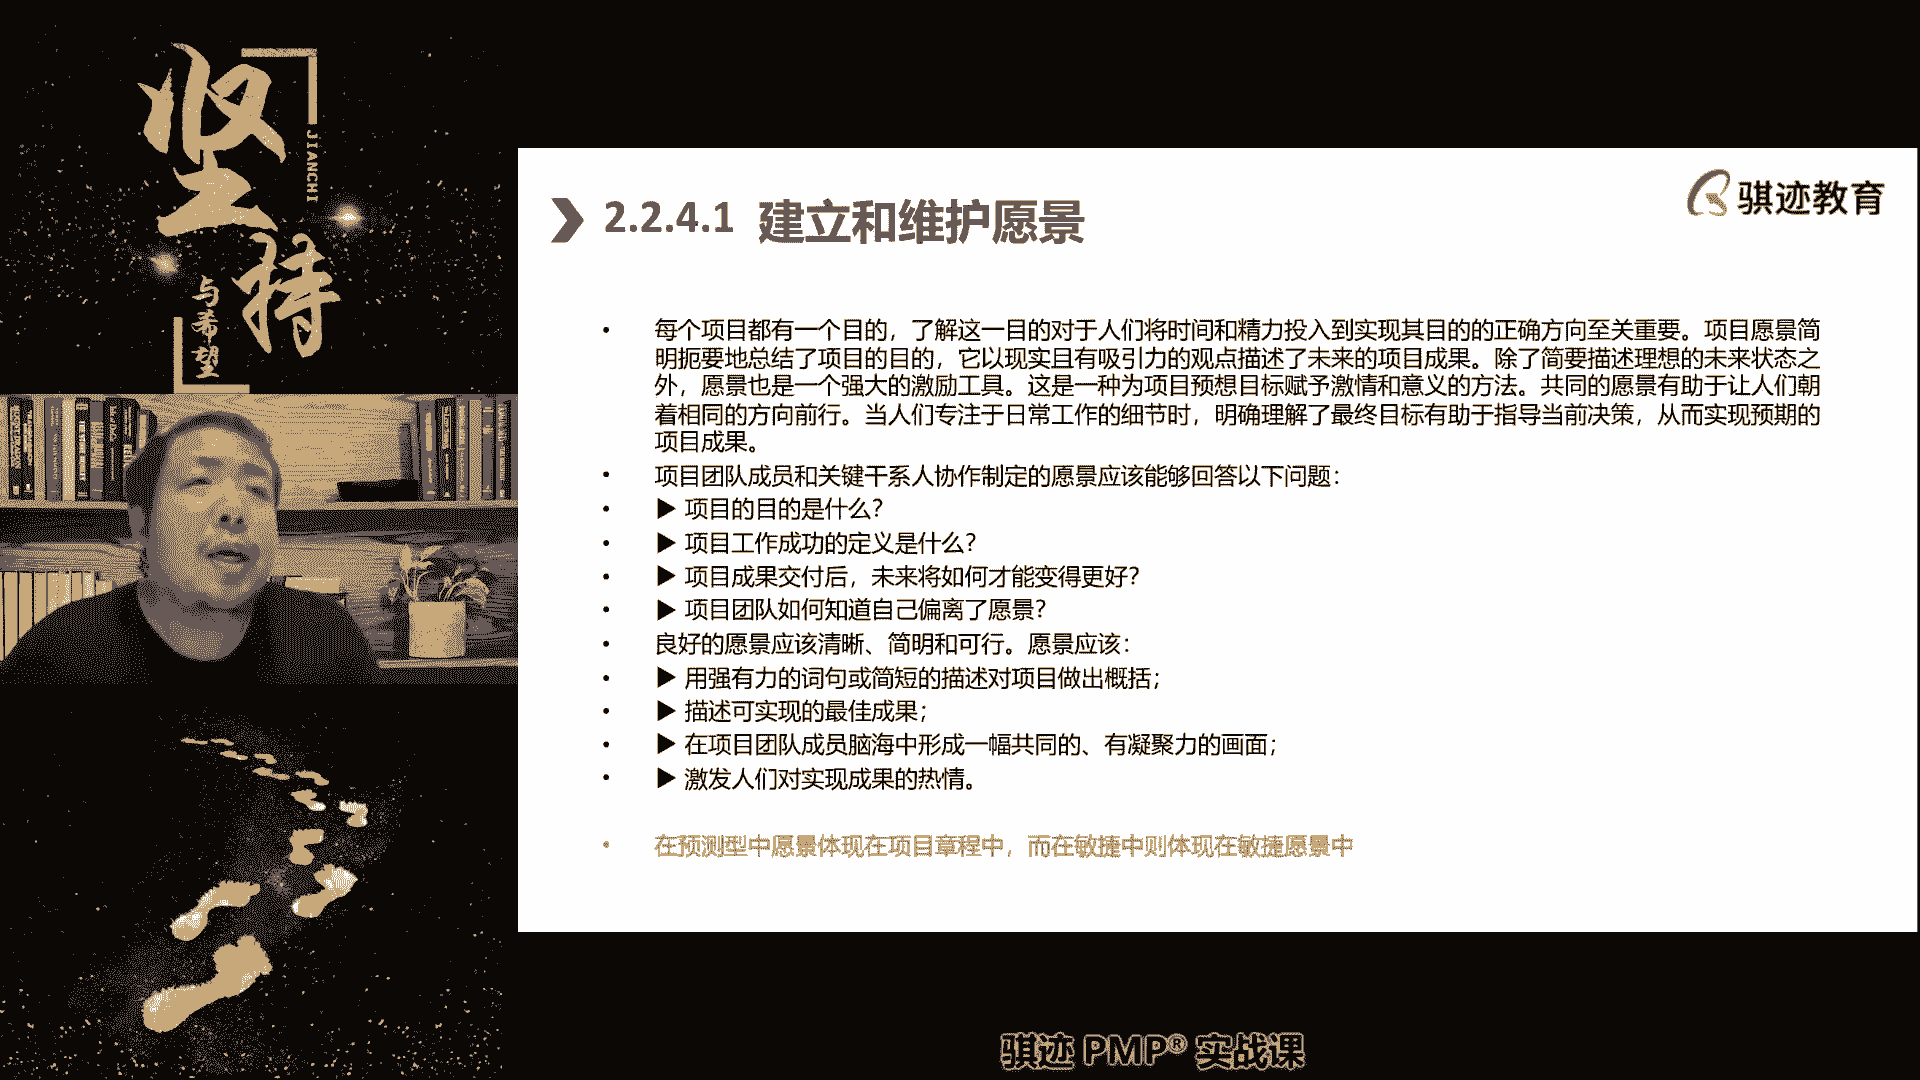 坚持
JIANCHI
与希望
2.2.4.1 建立和维护愿景
骐迹教育
• 每个项目都有一个目的，了解这一目的对于人们将时间和精力投入到实现其目的的正确方向至关重要。项目愿景简
明扼要地总结了项目的目的，它以现实且有吸引力的观点描述了未来的项目成果。除了简要描述理想的未来状态之
外，愿景也是一个强大的激励工具。这是一种为项目预想目标赋予激情和意义的方法。共同的愿景有助于让人们朝
着相同的方向前行。当人们专注于日常工作的细节时，明确理解了最终目标有助于指导当前决策，从而实现预期的
项目成果。
• 项目团队成员和关键干系人协作制定的愿景应该能够回答以下问题：
• ▶ 项目的目的是什么？
• ▶ 项目工作成功的定义是什么？
• ▶ 项目成果交付后，未来将如何才能变得更好？
• ▶ 项目团队如何知道自己偏离了愿景？
• 良好的愿景应该清晰、简明和可行。愿景应该：
• ▶ 用强有力的词句或简短的描述对项目做出概括；
• ▶ 描述可实现的最佳成果；
• ▶ 在项目团队成员脑海中形成一幅共同的、有凝聚力的画面；
• ▶ 激发人们对实现成果的热情。
• 在预测型中愿景体现在项目章程中，而在敏捷中则体现在敏捷愿景中
骐迹 PMP® 实战课